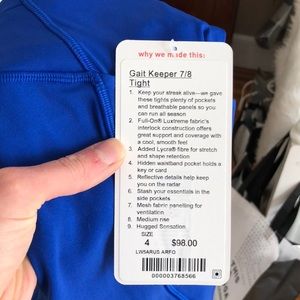 why we made this:
Gait Keeper 7/8
Tight
1. Keep your streak alive—we gave
these tights plenty of pockets
and breathable panels so you
can run all season
2. Full-On® Luxtreme fabric's
interlock construction offers
great support and coverage with
a cool, smooth feel
3. Added Lycra® fibre for stretch
and shape retention
4. Hidden waistband pocket holds
a key or card
5. Reflective details help keep
you on the radar
6. Stash your essentials in the
side pockets
7. Mesh fabric panelling for
ventilation
8. Medium rise
9. Hugged Sensation
SIZE
4 $98.00
LW5ARUS ARFO
000003768566